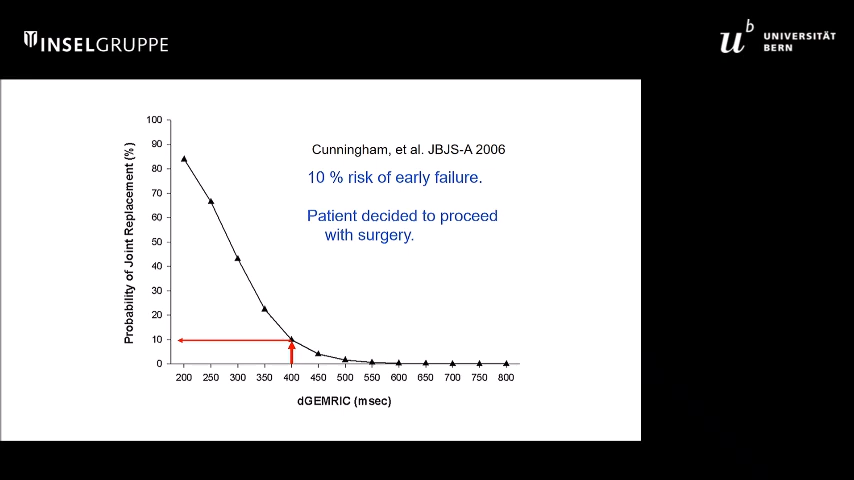 INSELGRUPPE
u^b UNIVERSITÄT
BERN
Cunningham, et al. JBJS-A 2006
10 % risk of early failure.
Patient decided to proceed
with surgery.
Probability of Joint Replacement (%)
100
90
80
70
60
50
40
30
20
10
0
200 250 300 350 400 450 500 550 600 650 700 750 800
dGEMRIC (msec)